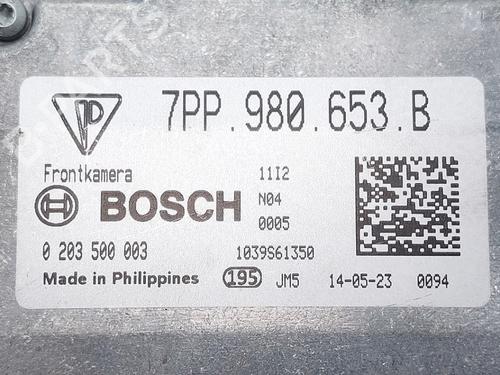 7PP.980.653.B
Frontkamera
11I2
N04
0005
BOSCH
0 203 500 003
1039S61350
Made in Philippines
195
JM5
14-05-23
0094